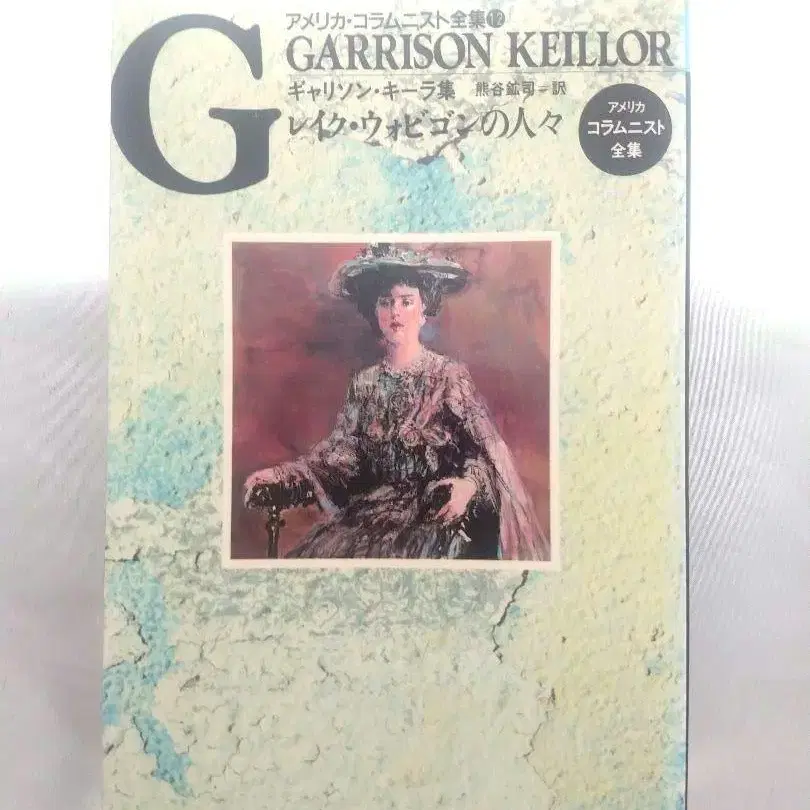 G
アメリカ・コラムニスト全集12
GARRISON KEILLOR
ギャリソン・キーラ集 熊谷鉱司=訳
レイク・ウォビゴンの人々
アメリカ
コラムニスト
全集